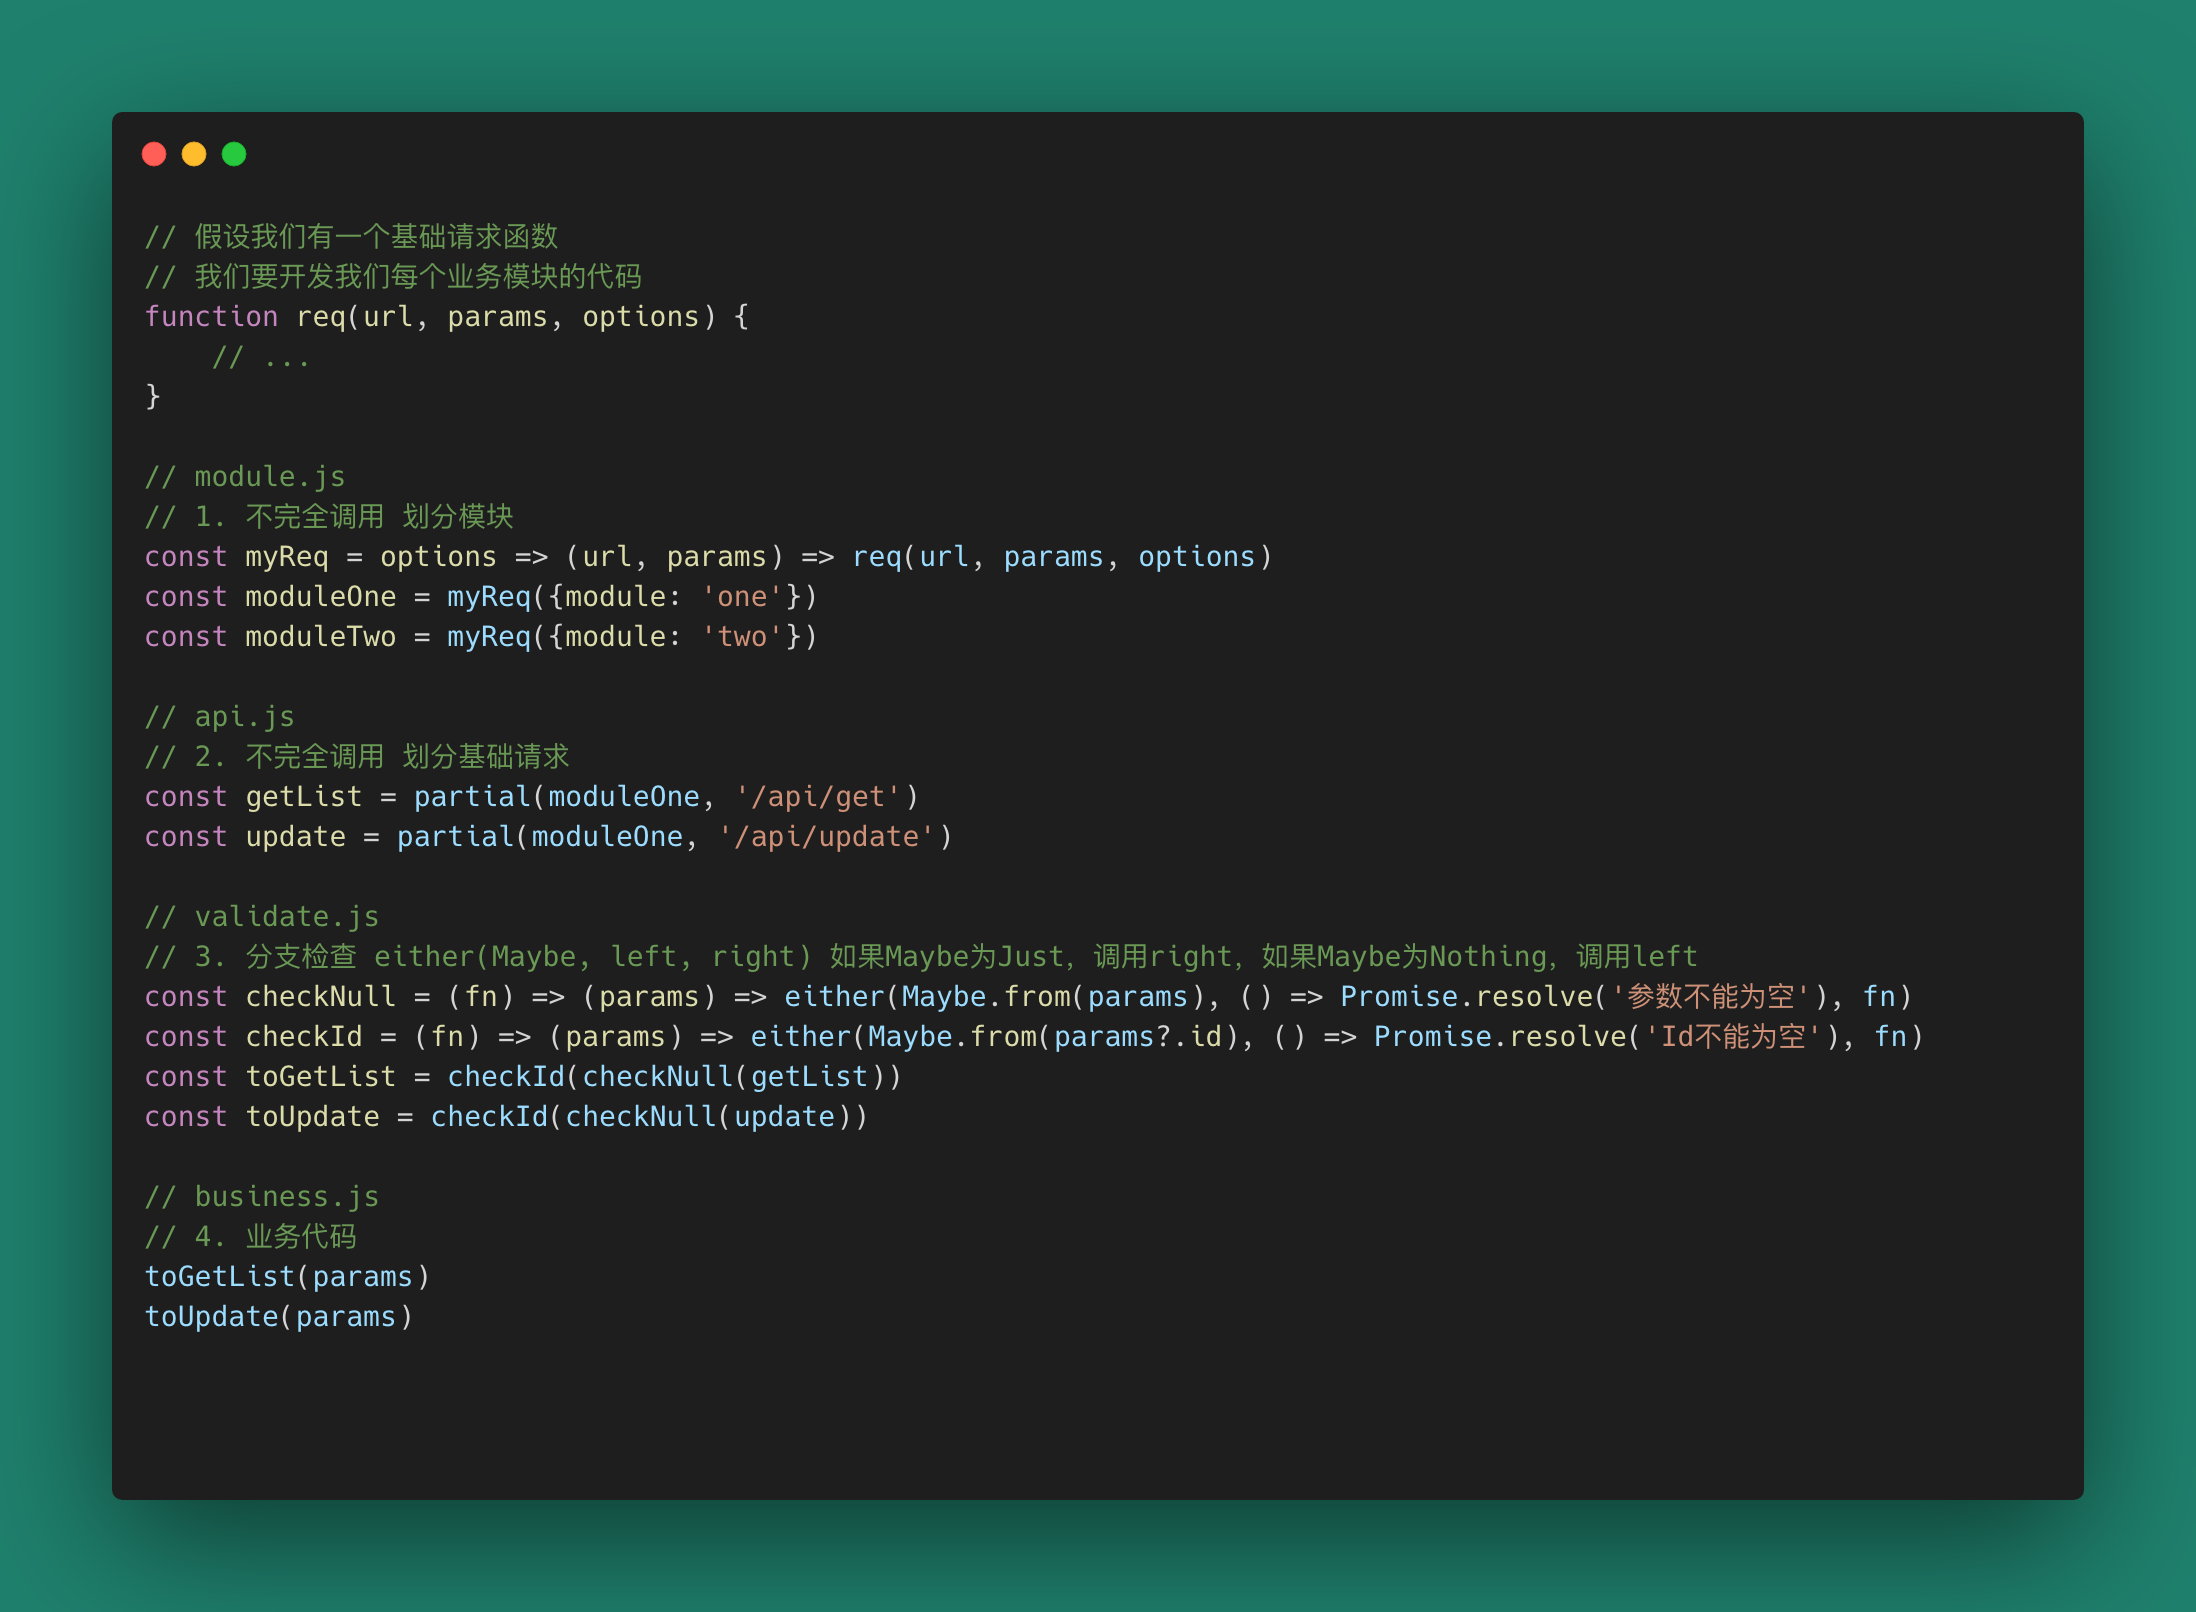 // 假设我们有一个基础请求函数
// 我们要开发我们每个业务模块的代码
function req(url, params, options) {
    // ...
}
// module.js
// 1. 不完全调用 划分模块
const myReq = options => (url, params) => req(url, params, options)
const moduleOne = myReq({module: 'one'})
const moduleTwo = myReq({module: 'two'})
// api.js
// 2. 不完全调用 划分基础请求
const getList = partial(moduleOne, '/api/get')
const update = partial(moduleOne, '/api/update')
// validate.js
// 3. 分支检查 either(Maybe, left, right) 如果Maybe为Just，调用right，如果Maybe为Nothing，调用left
const checkNull = (fn) => (params) => either(Maybe.from(params), () => Promise.resolve('参数不能为空'), fn)
const checkId = (fn) => (params) => either(Maybe.from(params?.id), () => Promise.resolve('Id不能为空'), fn)
const toGetList = checkId(checkNull(getList))
const toUpdate = checkId(checkNull(update))
// business.js
// 4. 业务代码
toGetList(params)
toUpdate(params)